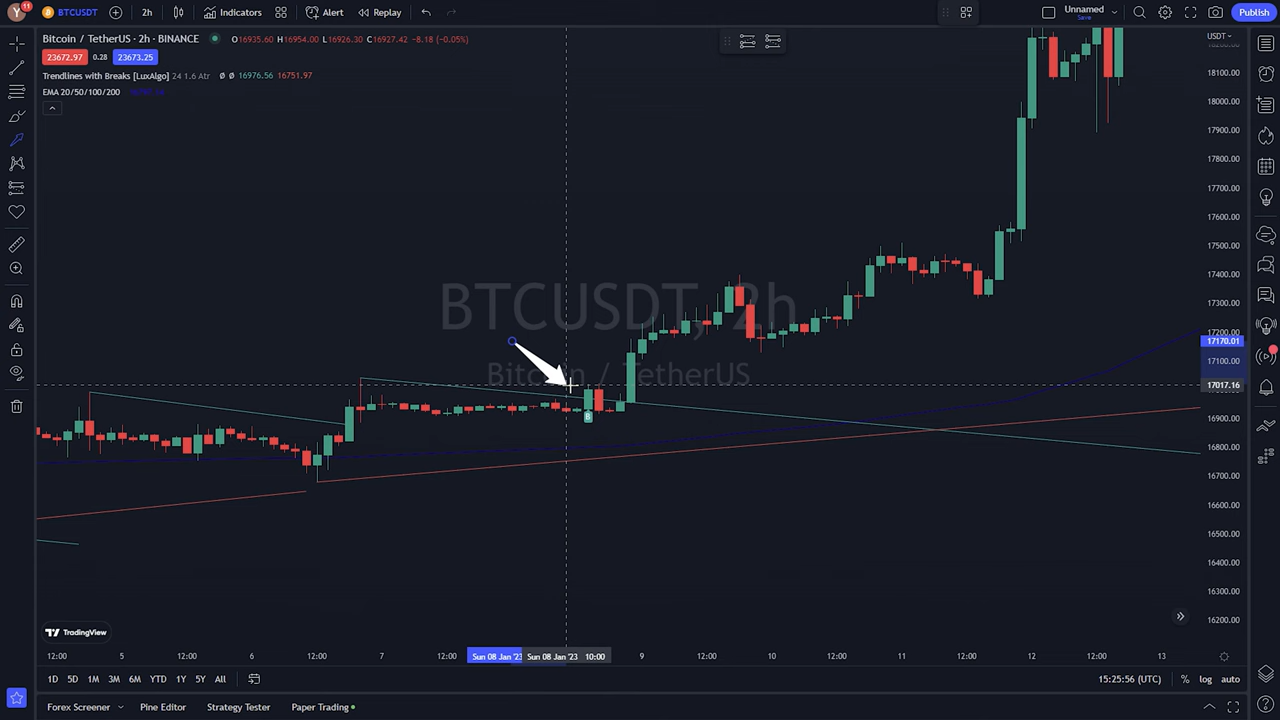 Y 11 BTCUSDT 2h Indicators Alert Replay Unnamed Save Publish
Bitcoin / TetherUS · 2h · BINANCE O16935.60 H16954.00 L16926.30 C16927.42 -8.18 (-0.05%) USDT
23672.97 0.28 23673.25
Trendlines with Breaks [LuxAlgo] 24 1.6 Atr Ø Ø 16976.56 16751.97
EMA 20/50/100/200
18100.00
18000.00
17900.00
17800.00
17700.00
17600.00
17500.00
17400.00
17300.00
BTCUSDT, 2h
17200.00
17170.01
17100.00
Bitcoin / TetherUS
17017.16
B
16900.00
16800.00
16700.00
16600.00
16500.00
16400.00
16300.00
16200.00
TradingView
12:00 5 12:00 6 12:00 7 12:00 Sun 08 Jan '23 Sun 08 Jan '23 10:00 9 12:00 10 12:00 11 12:00 12 12:00 13
1D 5D 1M 3M 6M YTD 1Y 5Y All 15:25:56 (UTC) % log auto
Forex Screener Pine Editor Strategy Tester Paper Trading